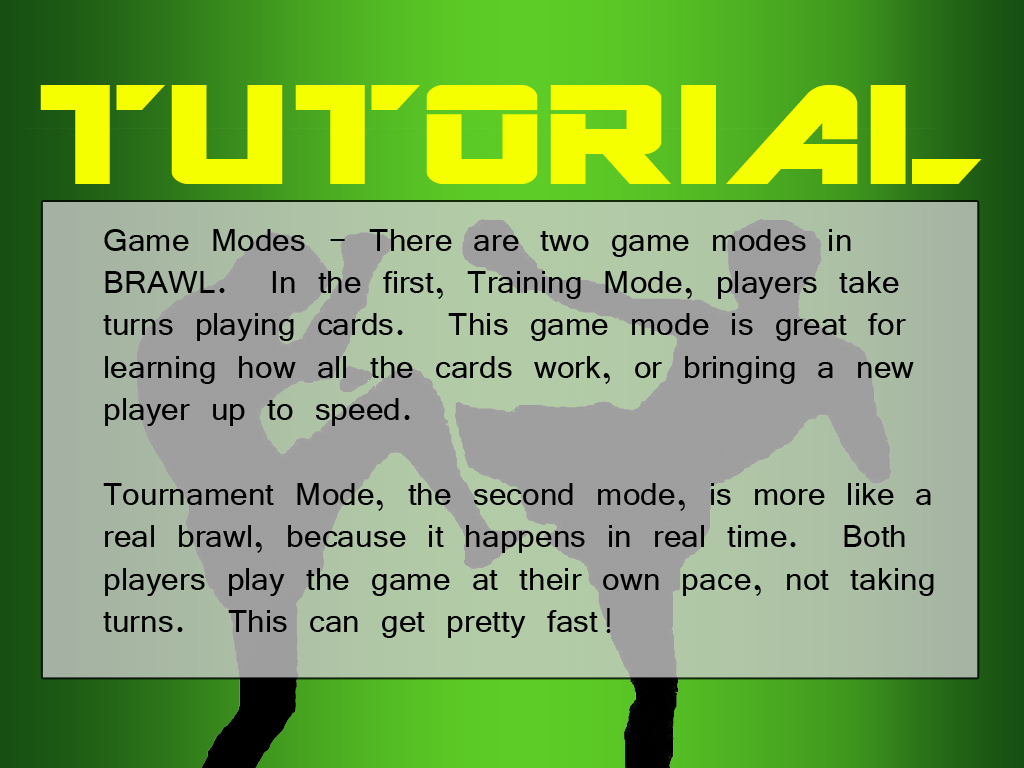 TUTORIAL
Game Modes - There are two game modes in
BRAWL.  In the first, Training Mode, players take
turns playing cards.  This game mode is great for
learning how all the cards work, or bringing a new
player up to speed.
Tournament Mode, the second mode, is more like a
real brawl, because it happens in real time.  Both
players play the game at their own pace, not taking
turns.  This can get pretty fast!